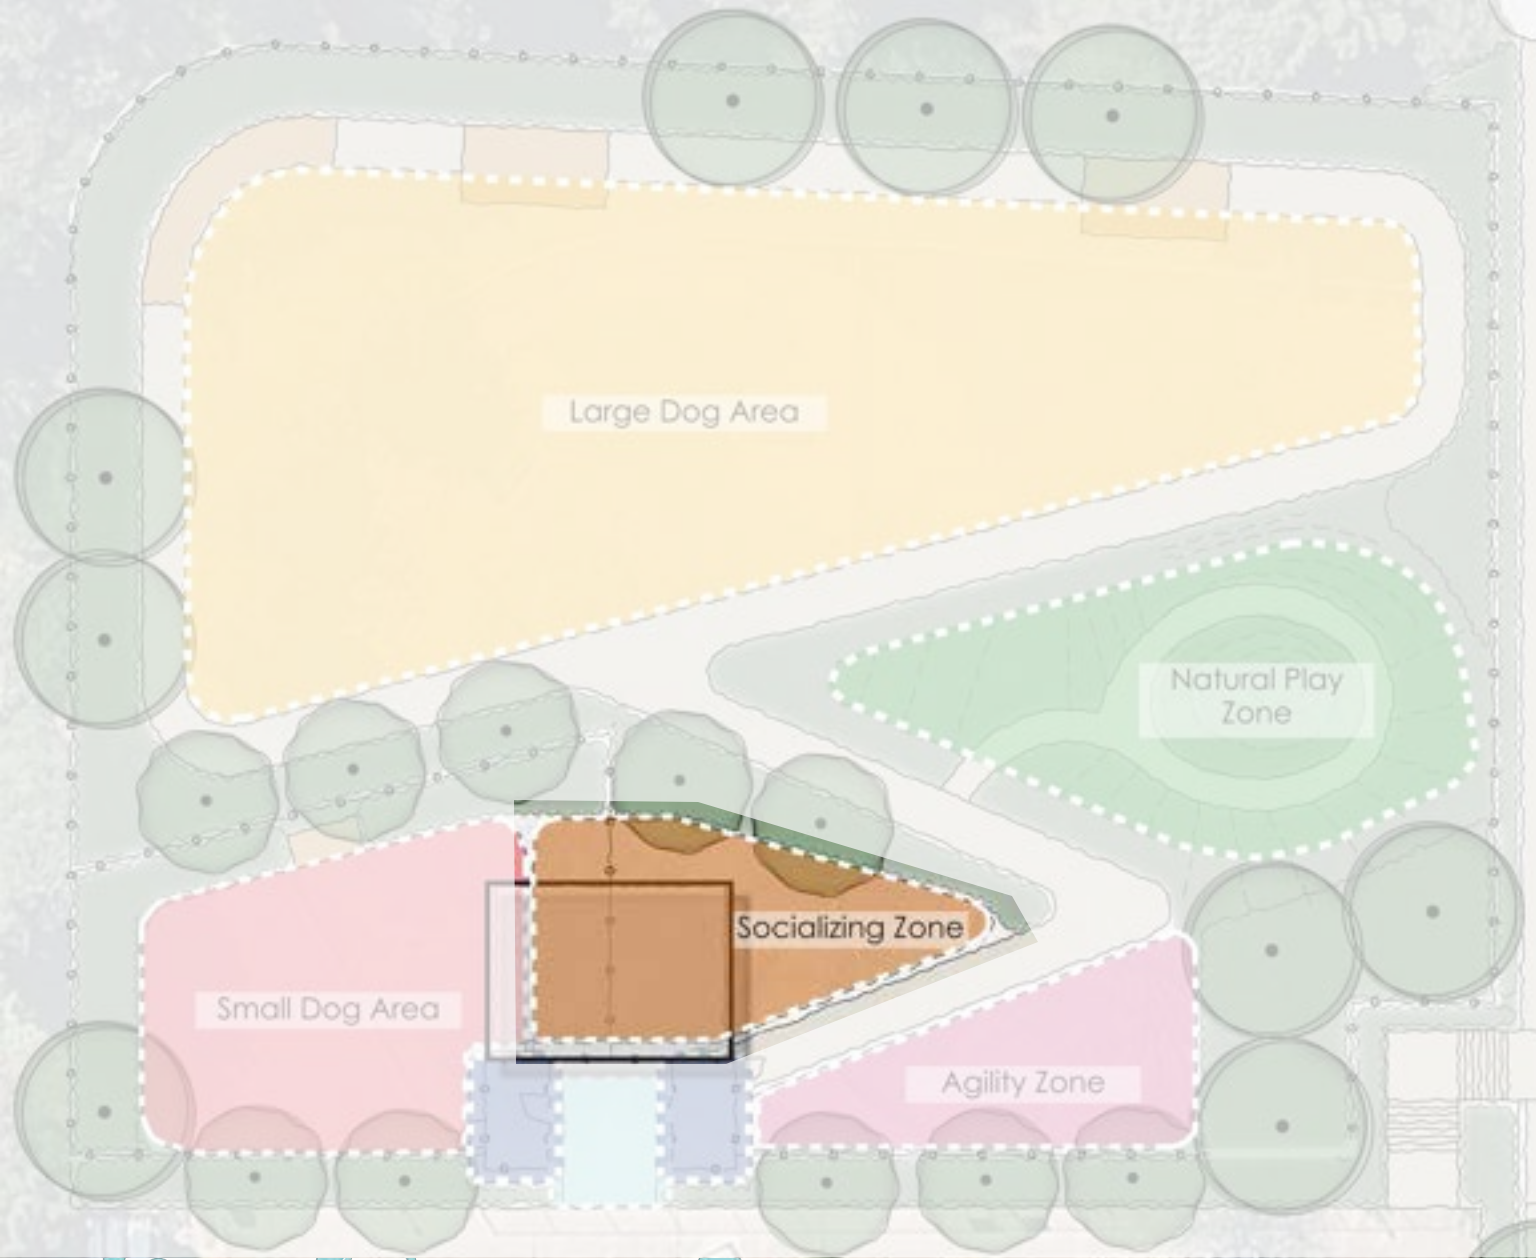 Large Dog Area
Natural Play
Zone
Socializing Zone
Small Dog Area
Agility Zone